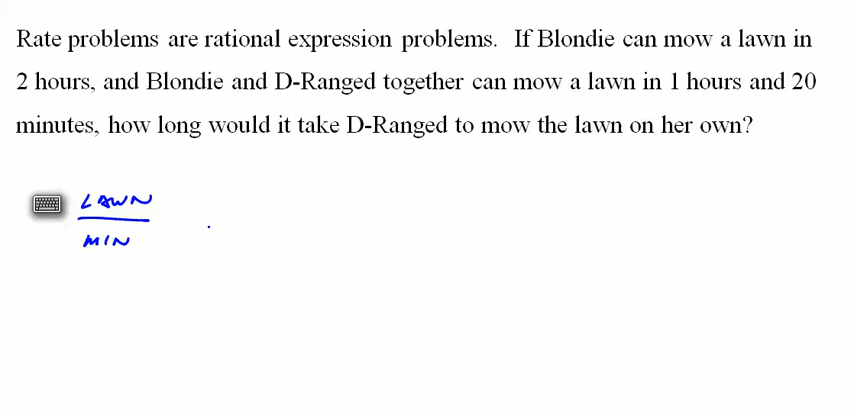 Rate problems are rational expression problems. If Blondie can mow a lawn in
2 hours, and Blondie and D-Ranged together can mow a lawn in 1 hours and 20
minutes, how long would it take D-Ranged to mow the lawn on her own?
LAWN
MIN